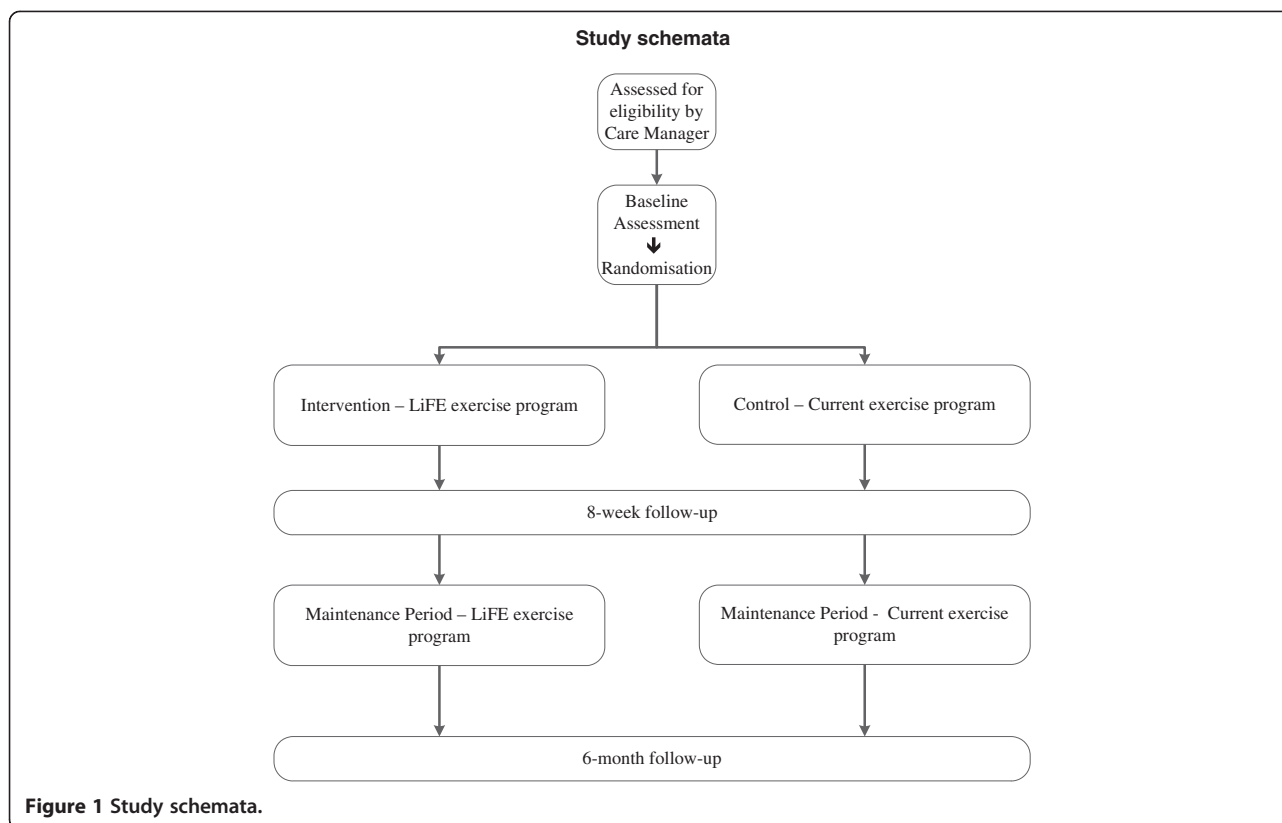 Study schemata
Assessed for
eligibility by
Care Manager
Baseline
Assessment
Randomisation
Intervention – LiFE exercise program
Control – Current exercise program
8-week follow-up
Maintenance Period – LiFE exercise
program
Maintenance Period - Current exercise
program
6-month follow-up
Figure 1 Study schemata.